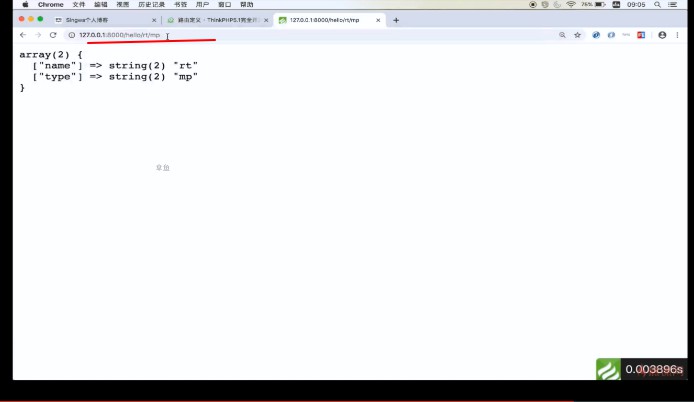 Chrome 文件 编辑 视图 历史记录 书签 用户 窗口 帮助
75% 09:05
Singwa个人博客
路由定义 - ThinkPHP5.1完全开
127.0.0.1:8000/hello/rt/mp
127.0.0.1:8000/hello/rt/mp
array(2) {
["name"] => string(2) "rt"
["type"] => string(2) "mp"
}
章鱼
0.003896s